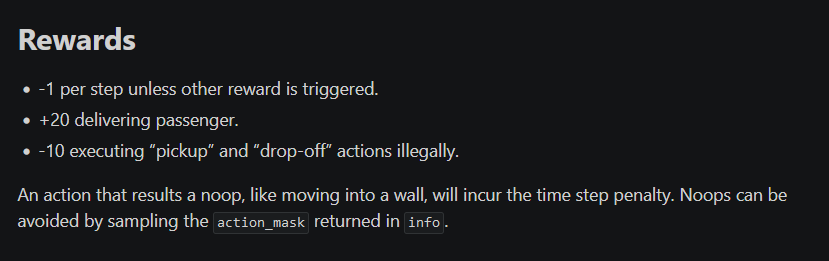 Rewards
• -1 per step unless other reward is triggered.
• +20 delivering passenger.
• -10 executing “pickup” and “drop-off” actions illegally.
An action that results a noop, like moving into a wall, will incur the time step penalty. Noops can be
avoided by sampling the action_mask returned in info.